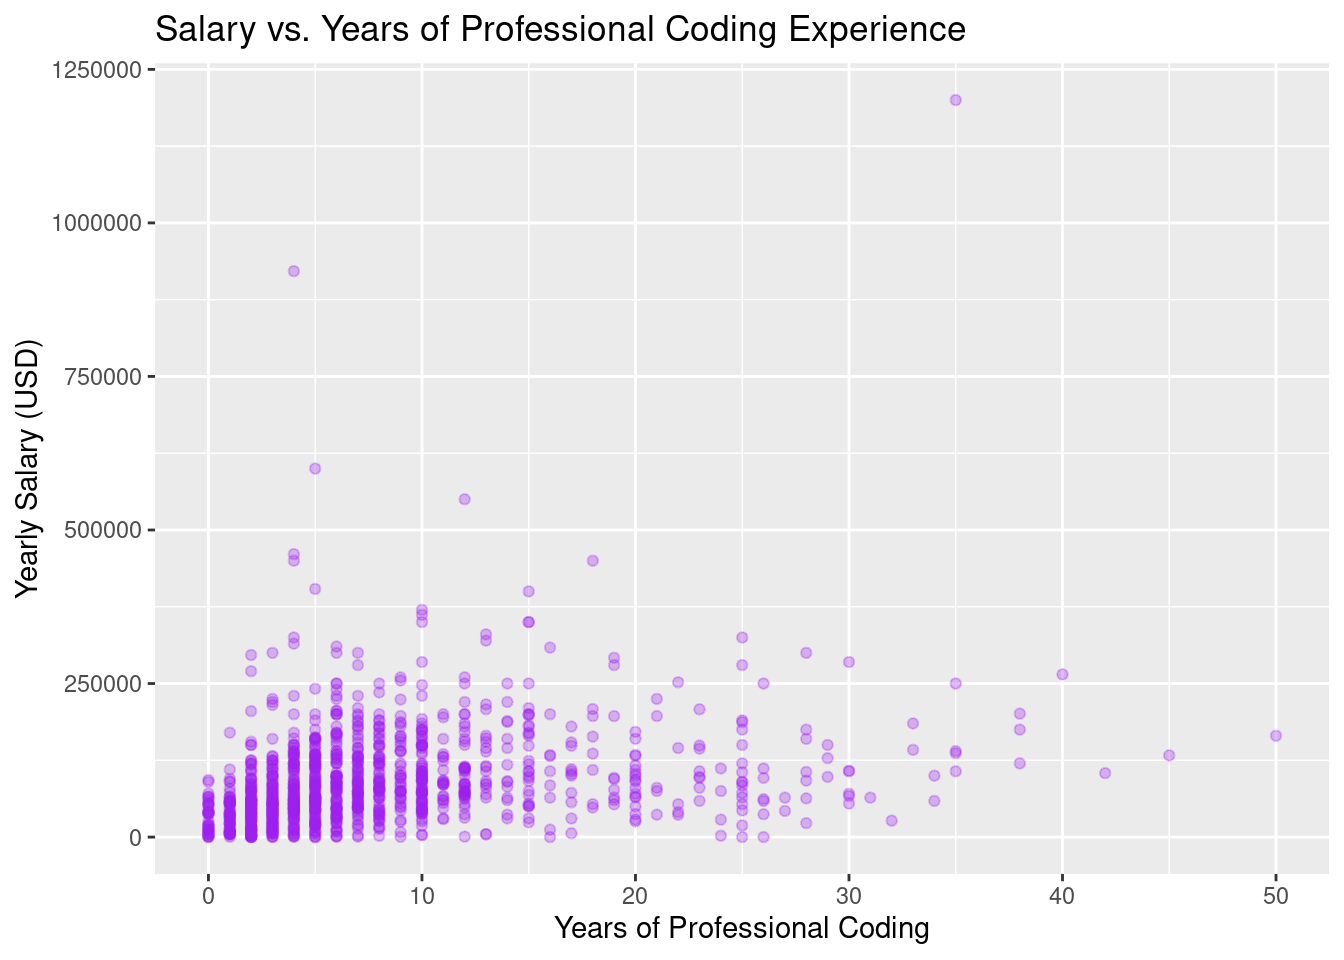 Salary vs. Years of Professional Coding Experience
1250000
1000000
750000
500000
250000
0
Yearly Salary (USD)
0 10 20 30 40 50
Years of Professional Coding